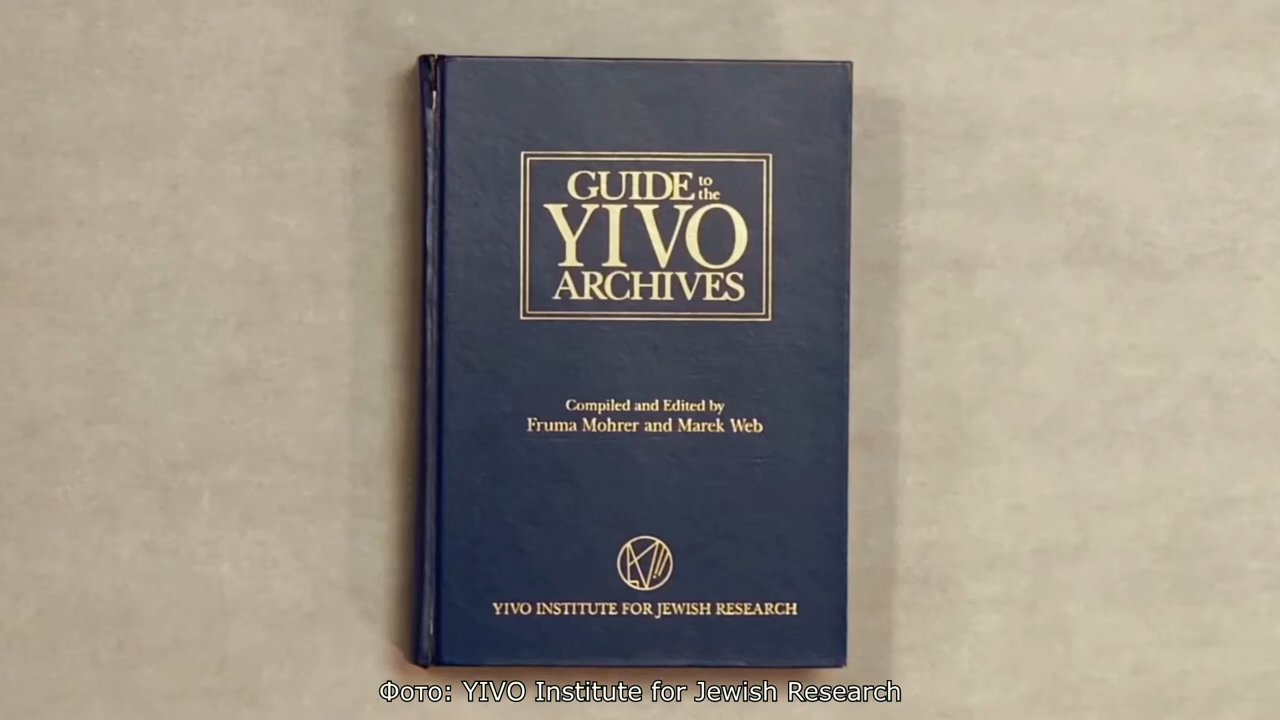 GUIDE to the
YIVO
ARCHIVES
Compiled and Edited by
Fruma Mohrer and Marek Web
YIVO INSTITUTE FOR JEWISH RESEARCH
Фото: YIVO Institute for Jewish Research